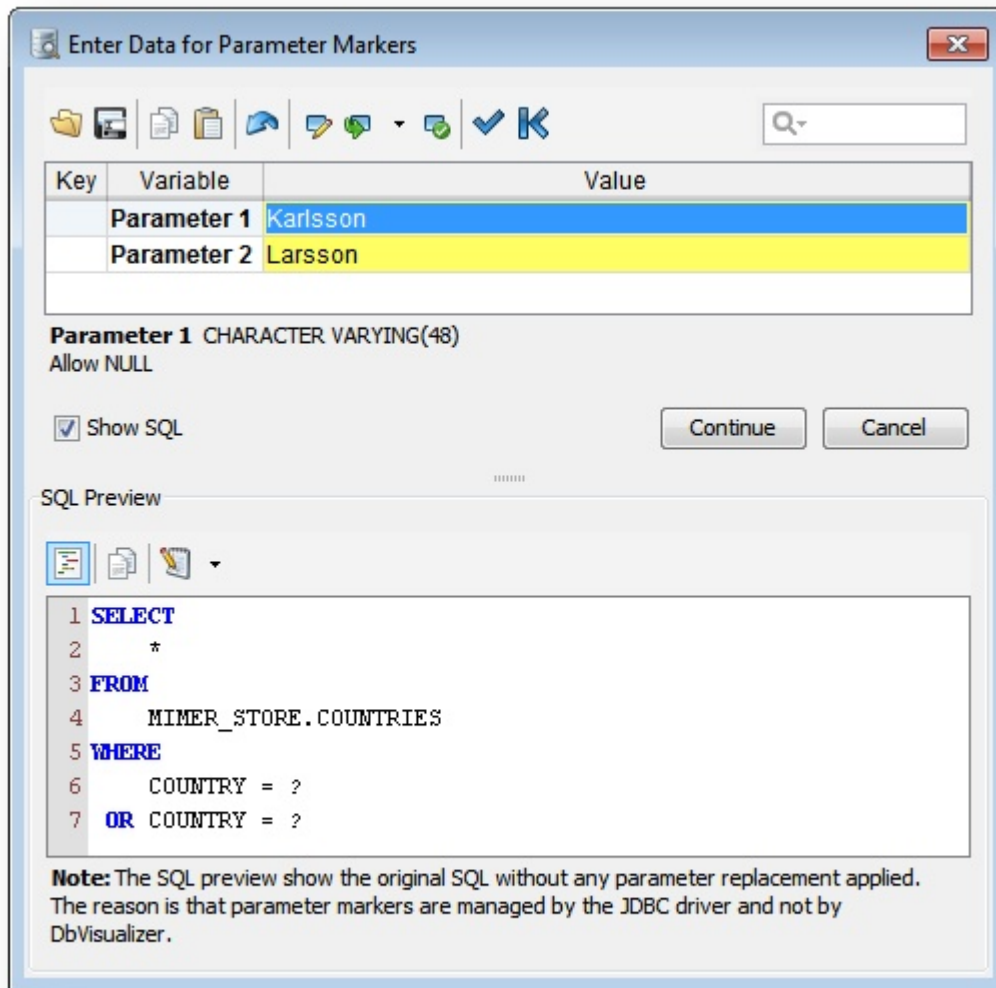 Enter Data for Parameter Markers
Key Variable Value
Parameter 1 Karlsson
Parameter 2 Larsson
Parameter 1 CHARACTER VARYING(48)
Allow NULL
Show SQL Continue Cancel
SQL Preview
1 SELECT
2 *
3 FROM
4 MIMER_STORE.COUNTRIES
5 WHERE
6 COUNTRY = ?
7 OR COUNTRY = ?
Note: The SQL preview show the original SQL without any parameter replacement applied.
The reason is that parameter markers are managed by the JDBC driver and not by
DbVisualizer.